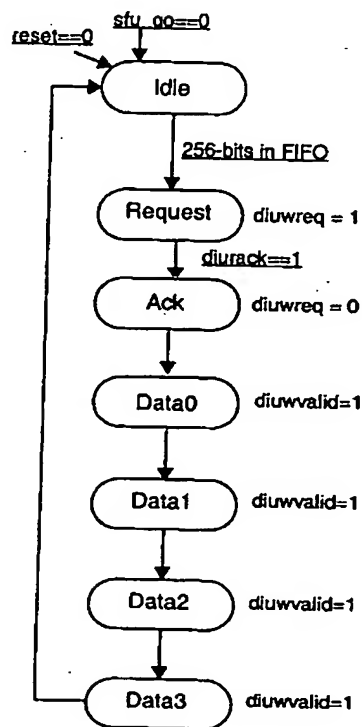 sfu_go==0
reset==0
Idle
256-bits in FIFO
Request diuwreq = 1
diurack==1
Ack diuwreq = 0
Data0 diuwvalid=1
Data1 diuwvalid=1
Data2 diuwvalid=1
Data3 diuwvalid=1